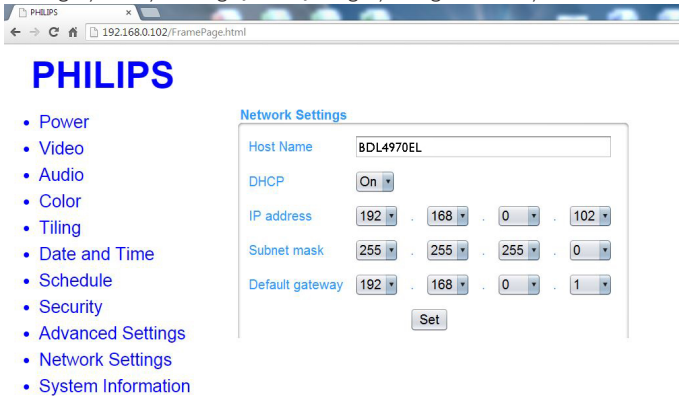 PHILIPS
192.168.0.102/FramePage.html
PHILIPS
• Power
• Video
• Audio
• Color
• Tiling
• Date and Time
• Schedule
• Security
• Advanced Settings
• Network Settings
• System Information
Network Settings
Host Name BDL4970EL
DHCP On
IP address 192 . 168 . 0 . 102
Subnet mask 255 . 255 . 255 . 0
Default gateway 192 . 168 . 0 . 1
Set